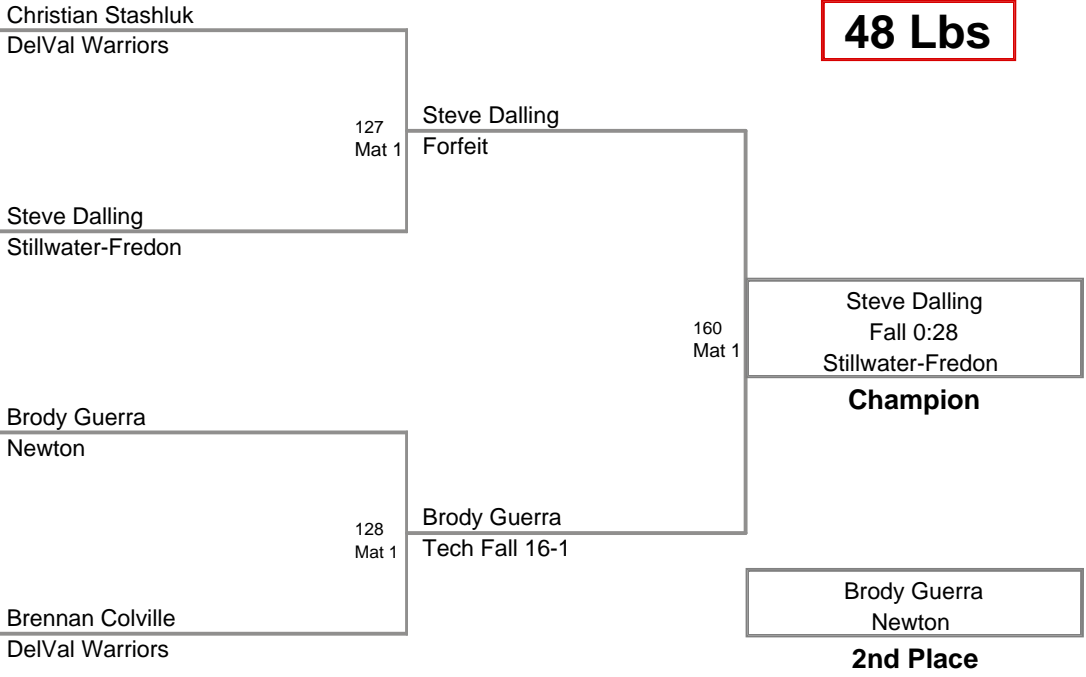 Christian Stashluk
DelVal Warriors
48 Lbs
127
Mat 1
Steve Dalling
Forfeit
Steve Dalling
Stillwater-Fredon
160
Mat 1
Steve Dalling
Fall 0:28
Stillwater-Fredon
Champion
Brody Guerra
Newton
128
Mat 1
Brody Guerra
Tech Fall 16-1
Brennan Colville
DelVal Warriors
Brody Guerra
Newton
2nd Place